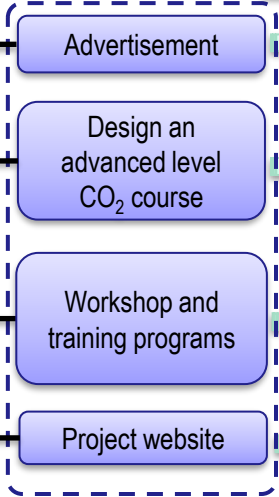 Advertisement
Design an
advanced level
CO₂ course
Workshop and
training programs
Project website